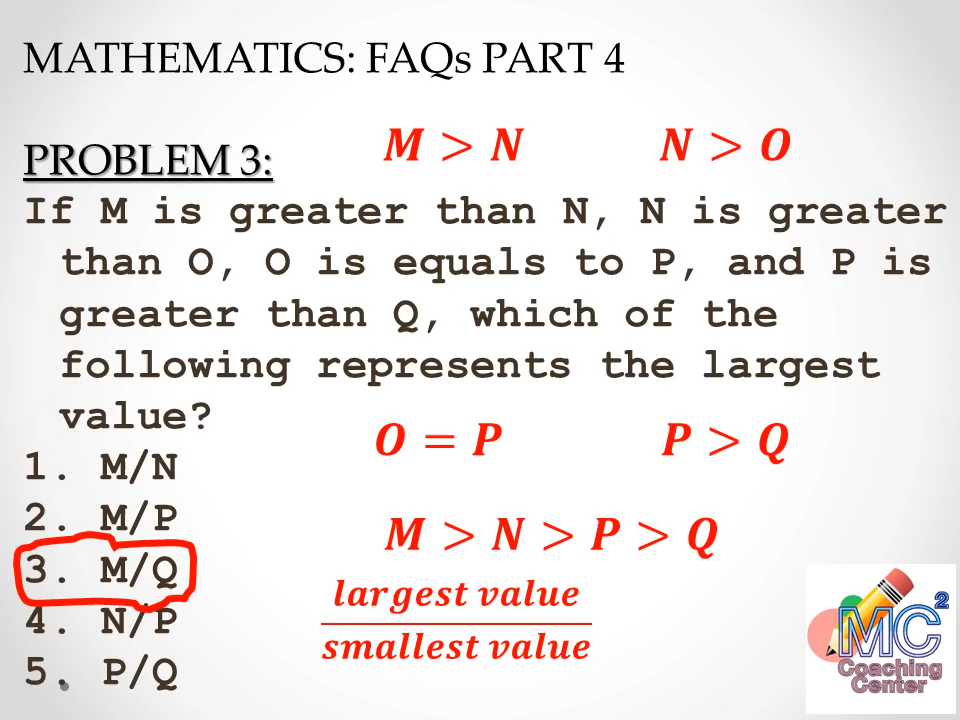 MATHEMATICS: FAQs PART 4
M > N N > O
PROBLEM 3:
If M is greater than N, N is greater
than O, O is equals to P, and P is
greater than Q, which of the
following represents the largest
value?
O = P P > Q
1. M/N
2. M/P
M > N > P > Q
3. M/Q
largest value
4. N/P
smallest value
5. P/Q
MC2
Coaching
Center